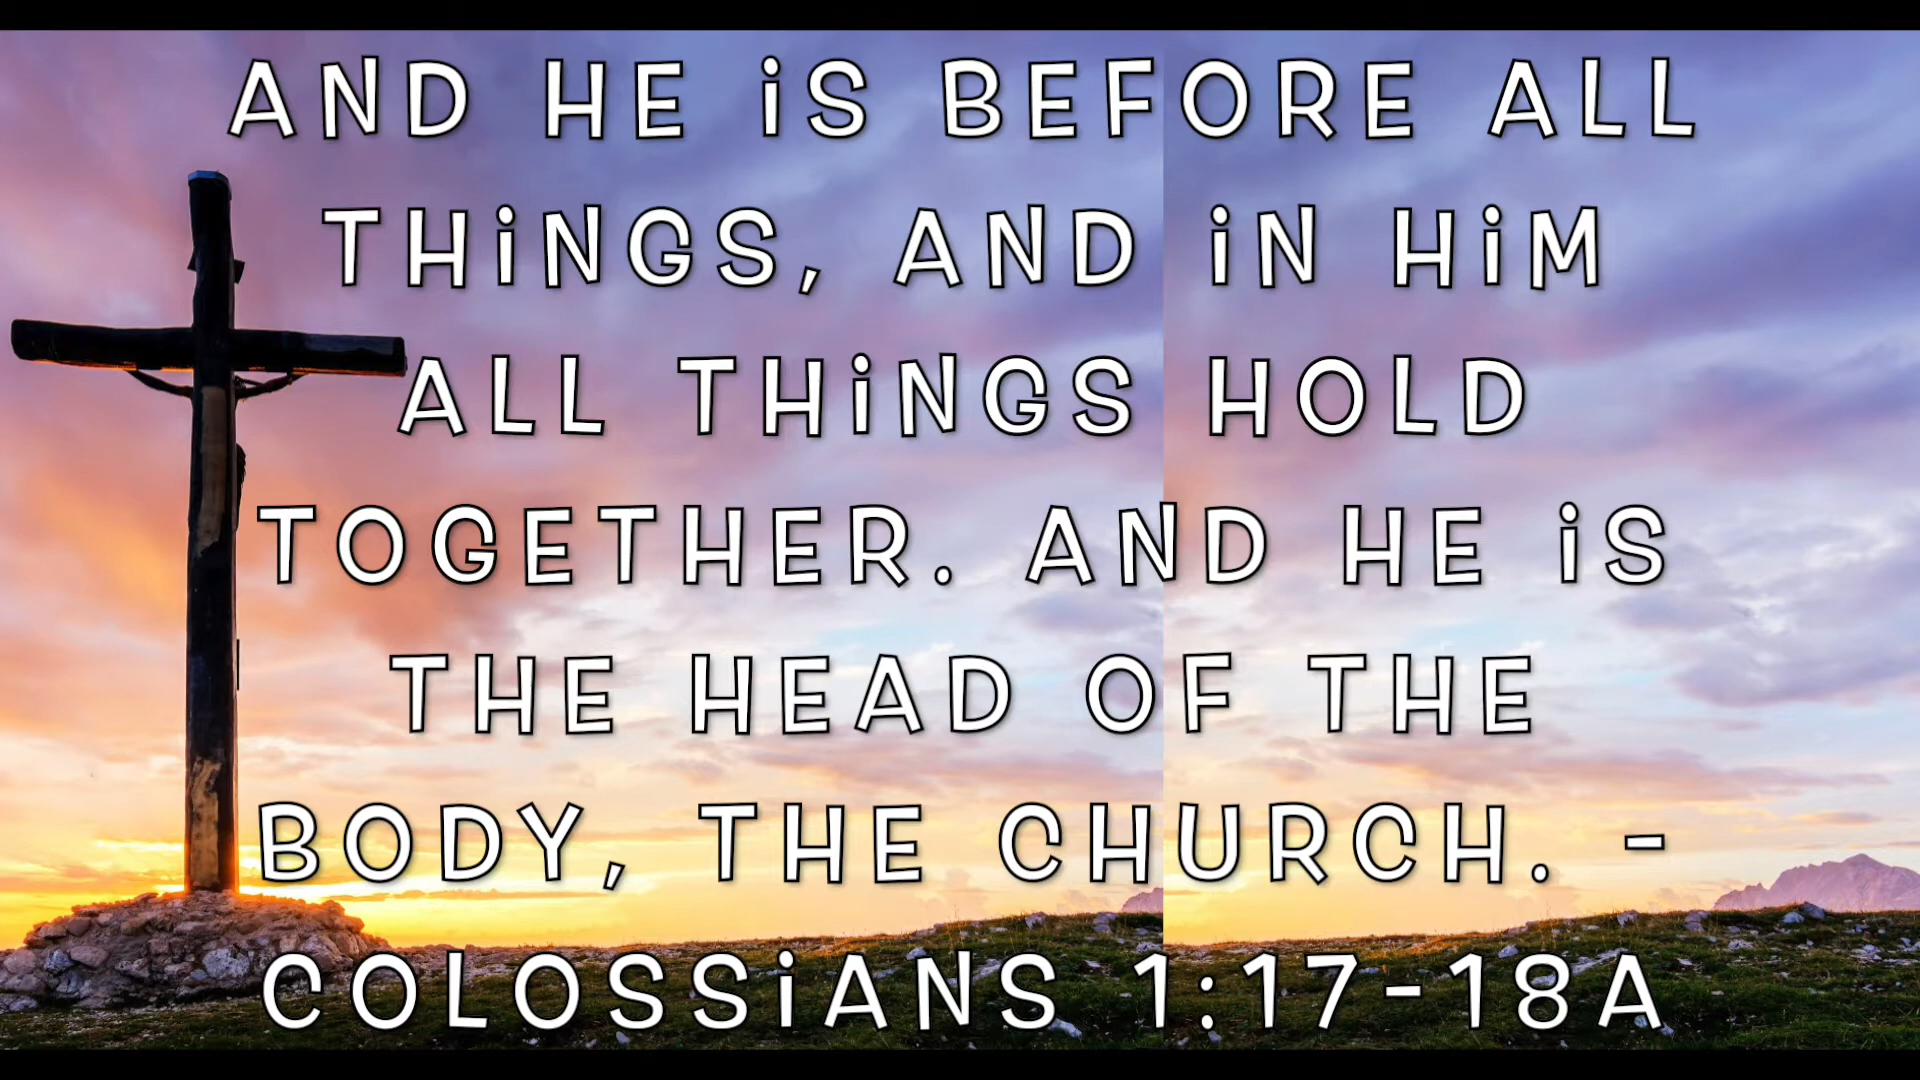 AND HE iS BEFORE ALL
THiNGS, AND iN HiM
ALL THiNGS HOLD
TOGETHER. AND HE iS
THE HEAD OF THE
BODY, THE CHURCH. -
COLOSSiANS 1:17-18A